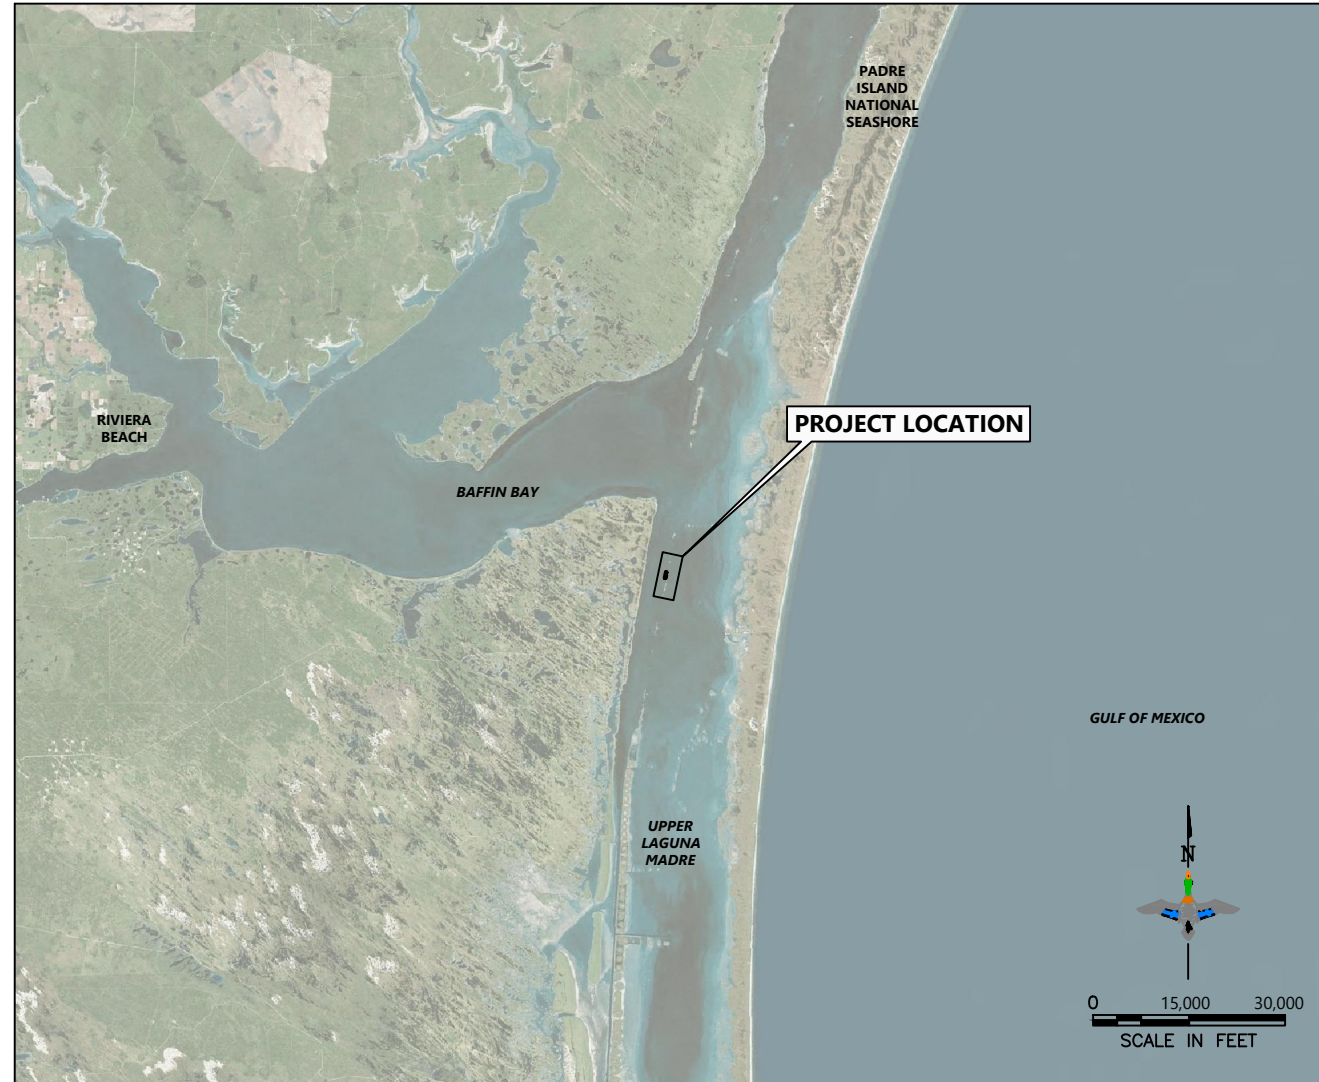 PADRE
ISLAND
NATIONAL
SEASHORE
RIVIERA
BEACH
PROJECT LOCATION
BAFFIN BAY
GULF OF MEXICO
UPPER
LAGUNA
MADRE
N
0 15,000 30,000
SCALE IN FEET